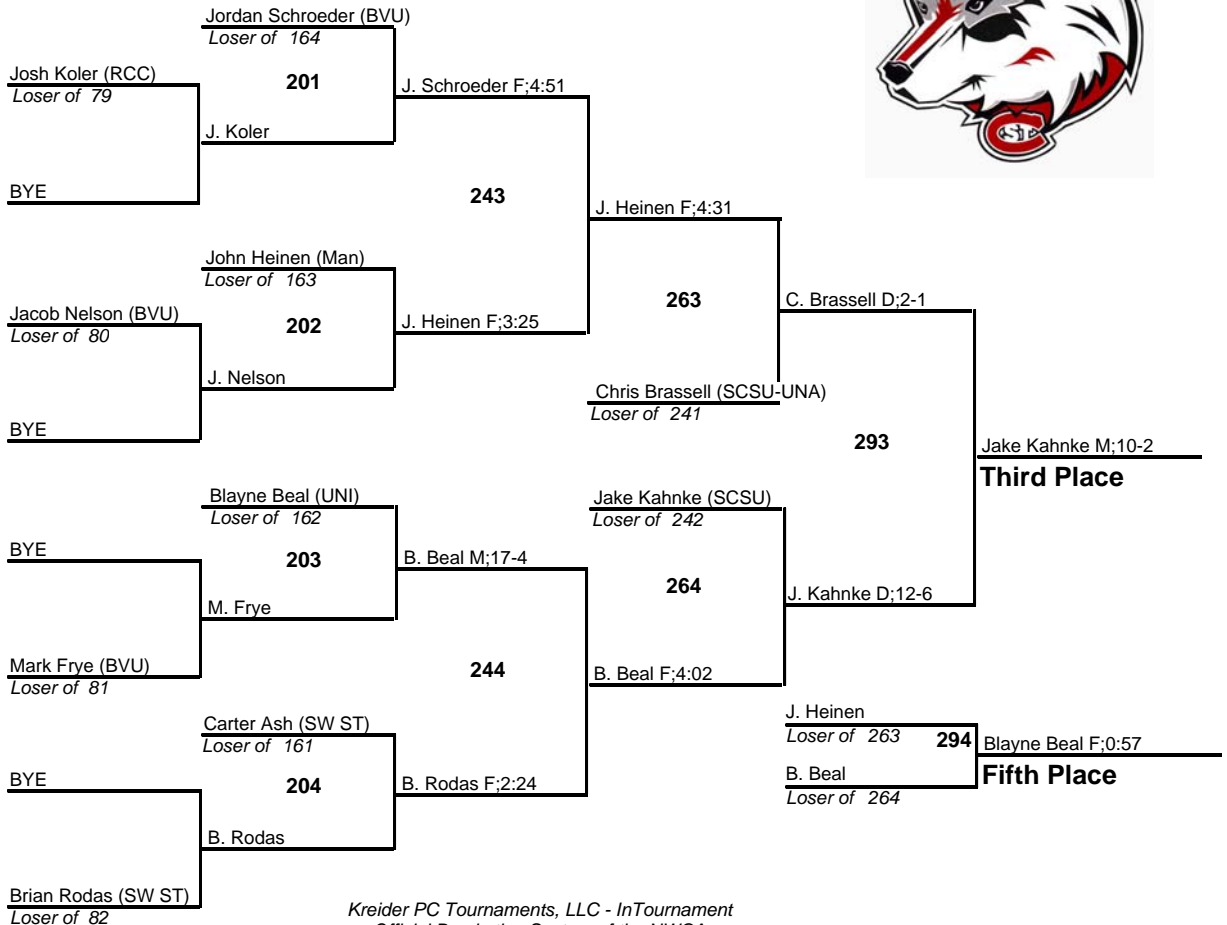 Jordan Schroeder (BVU)
Loser of 164
Josh Koler (RCC)
Loser of 79
201
J. Schroeder F;4:51
J. Koler
BYE
243
J. Heinen F;4:31
John Heinen (Man)
Loser of 163
Jacob Nelson (BVU)
Loser of 80
202
J. Heinen F;3:25
263
C. Brassell D;2-1
J. Nelson
Chris Brassell (SCSU-UNA)
Loser of 241
BYE
293
Jake Kahnke M;10-2
Third Place
Blayne Beal (UNI)
Loser of 162
Jake Kahnke (SCSU)
Loser of 242
BYE
203
B. Beal M;17-4
264
J. Kahnke D;12-6
M. Frye
Mark Frye (BVU)
Loser of 81
244
B. Beal F;4:02
Carter Ash (SW ST)
Loser of 161
J. Heinen
Loser of 263
294
Blayne Beal F;0:57
Fifth Place
BYE
204
B. Rodas F;2:24
B. Beal
Loser of 264
B. Rodas
Brian Rodas (SW ST)
Loser of 82
Kreider PC Tournaments, LLC - InTournament